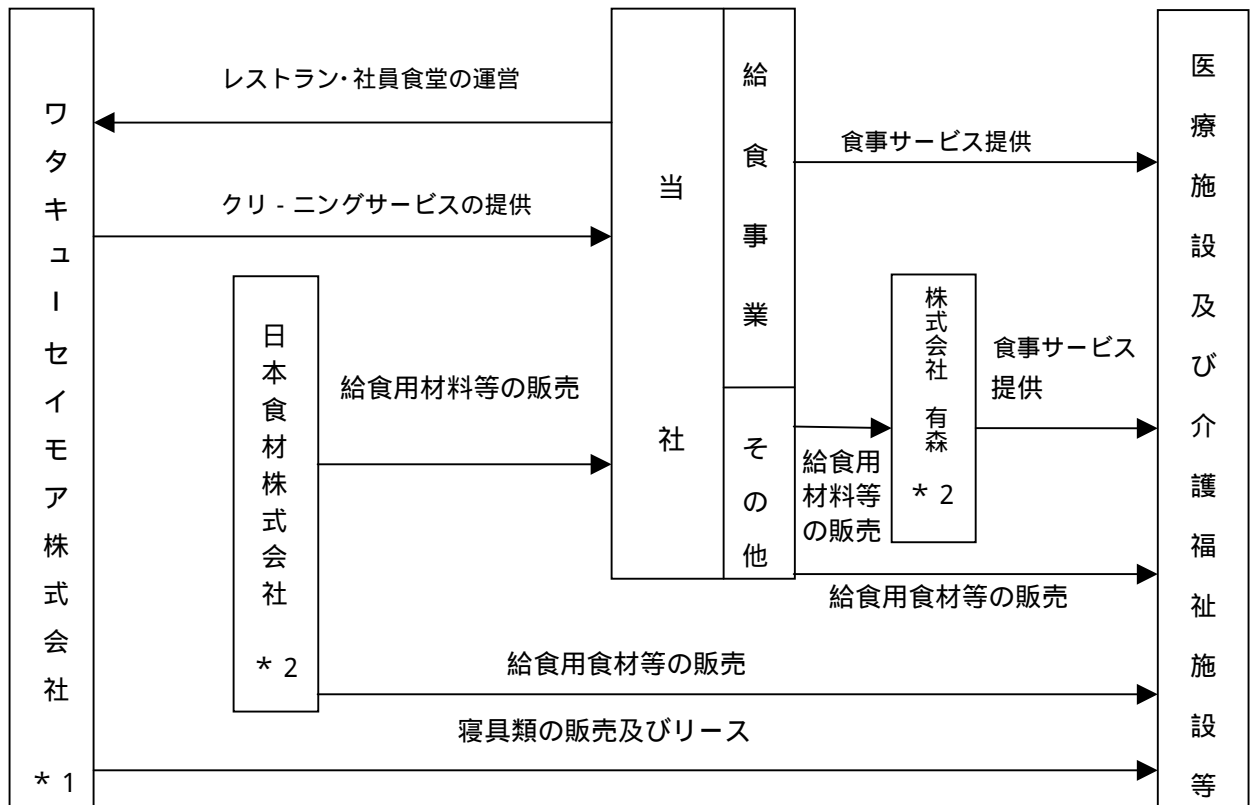 ワタキューセイモア株式会社 *1
レストラン・社員食堂の運営
クリ-ニングサービスの提供
日本食材株式会社 *2
給食用材料等の販売
当社
給食事業
その他
食事サービス提供
株式会社 有森 *2
給食用
材料等
の販売
食事サービス
提供
給食用食材等の販売
給食用食材等の販売
寝具類の販売及びリース
医療施設及び介護福祉施設等